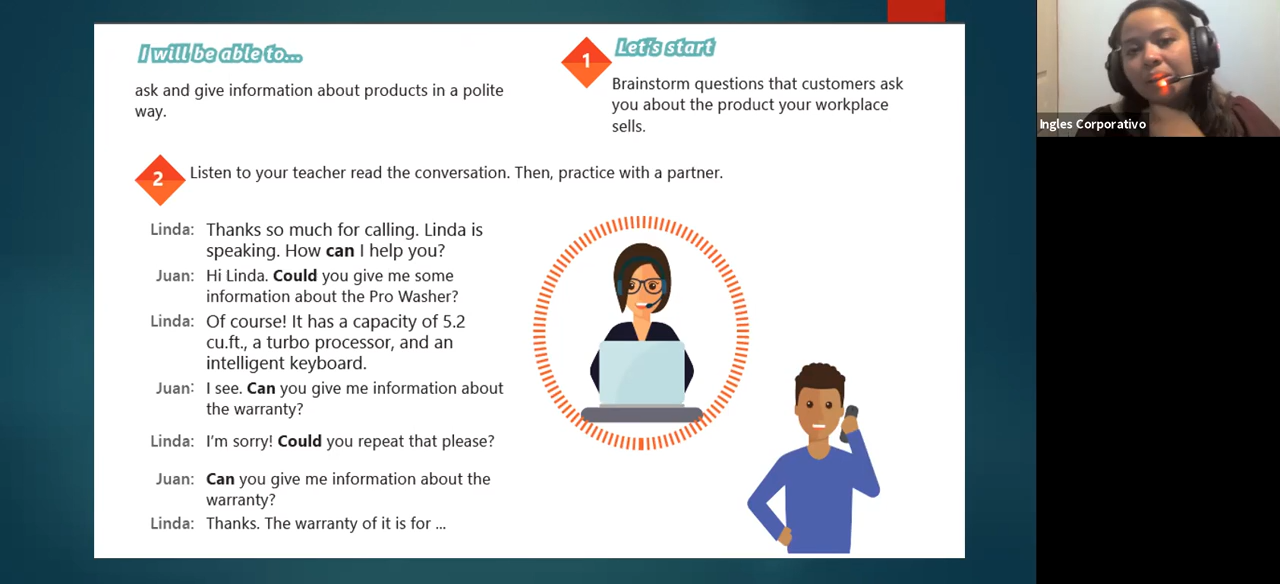 I will be able to...
ask and give information about products in a polite
way.
1
Let's start
Brainstorm questions that customers ask
you about the product your workplace
sells.
Ingles Corporativo
2
Listen to your teacher read the conversation. Then, practice with a partner.
Linda: Thanks so much for calling. Linda is
speaking. How can I help you?
Juan: Hi Linda. Could you give me some
information about the Pro Washer?
Linda: Of course! It has a capacity of 5.2
cu.ft., a turbo processor, and an
intelligent keyboard.
Juan: I see. Can you give me information about
the warranty?
Linda: I'm sorry! Could you repeat that please?
Juan: Can you give me information about the
warranty?
Linda: Thanks. The warranty of it is for ...